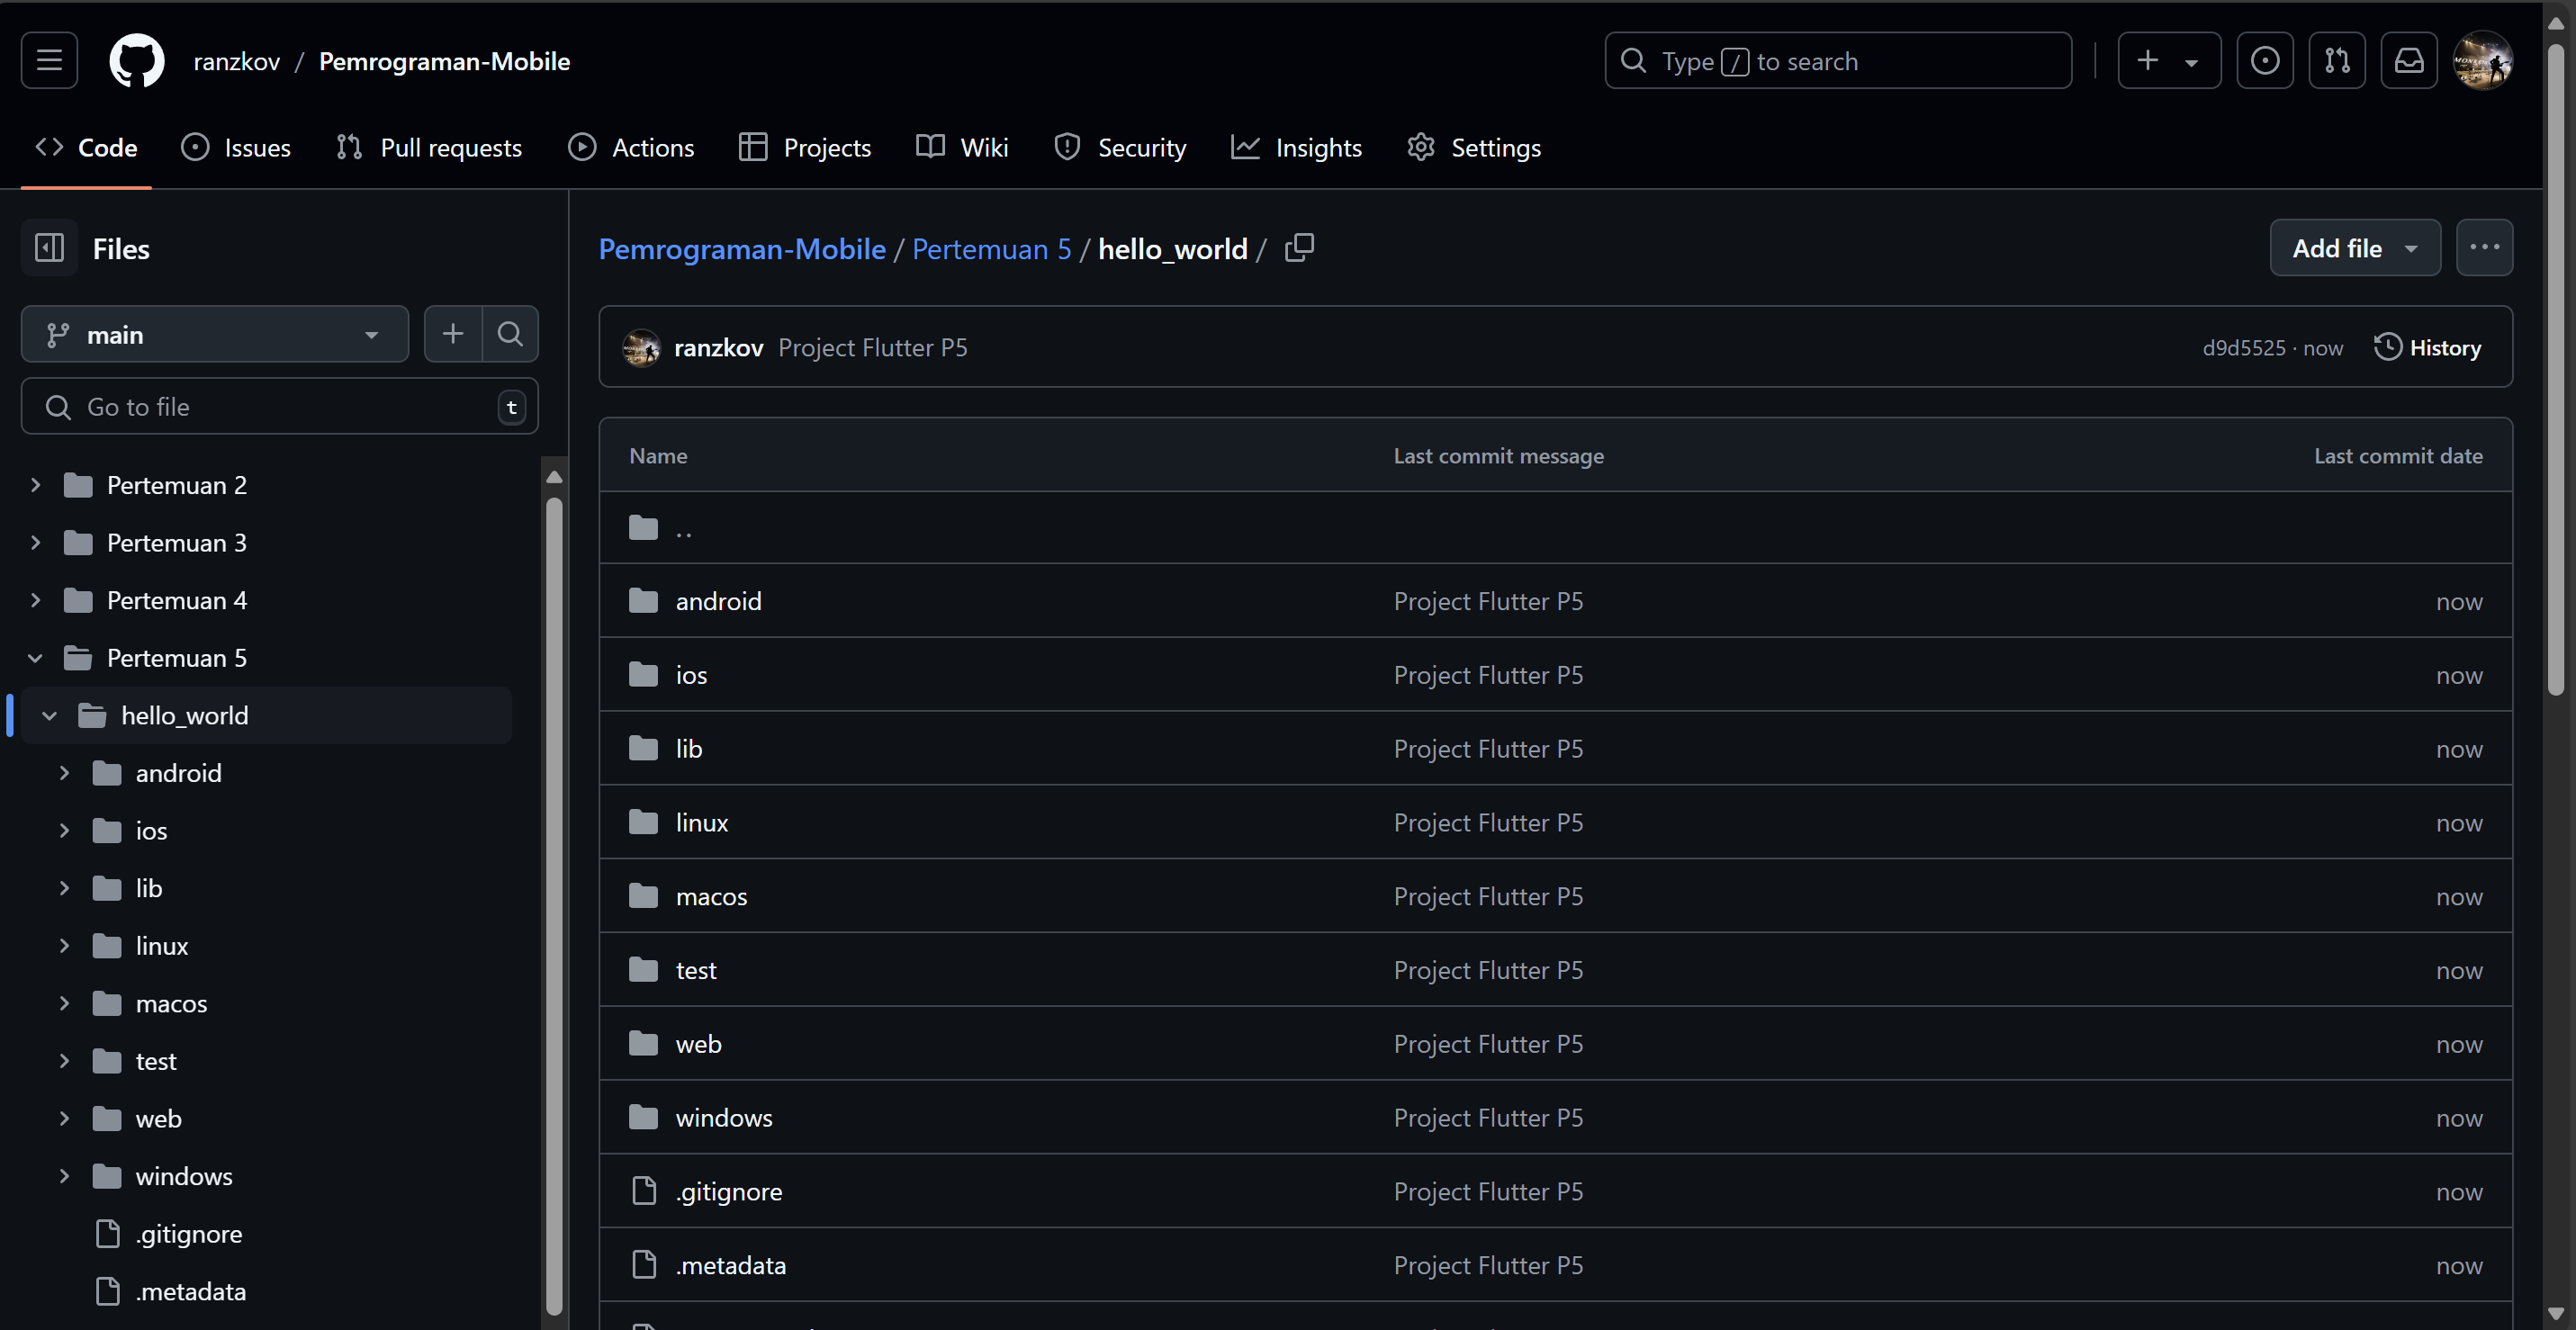 ranzkov / Pemrograman-Mobile
Type / to search
Code Issues Pull requests Actions Projects Wiki Security Insights Settings
Files
main
Go to file t
Pertemuan 2
Pertemuan 3
Pertemuan 4
Pertemuan 5
hello_world
android
ios
lib
linux
macos
test
web
windows
.gitignore
.metadata
Pemrograman-Mobile / Pertemuan 5 / hello_world /
Add file
ranzkov Project Flutter P5 d9d5525 · now History
Name Last commit message Last commit date
..
android Project Flutter P5 now
ios Project Flutter P5 now
lib Project Flutter P5 now
linux Project Flutter P5 now
macos Project Flutter P5 now
test Project Flutter P5 now
web Project Flutter P5 now
windows Project Flutter P5 now
.gitignore Project Flutter P5 now
.metadata Project Flutter P5 now